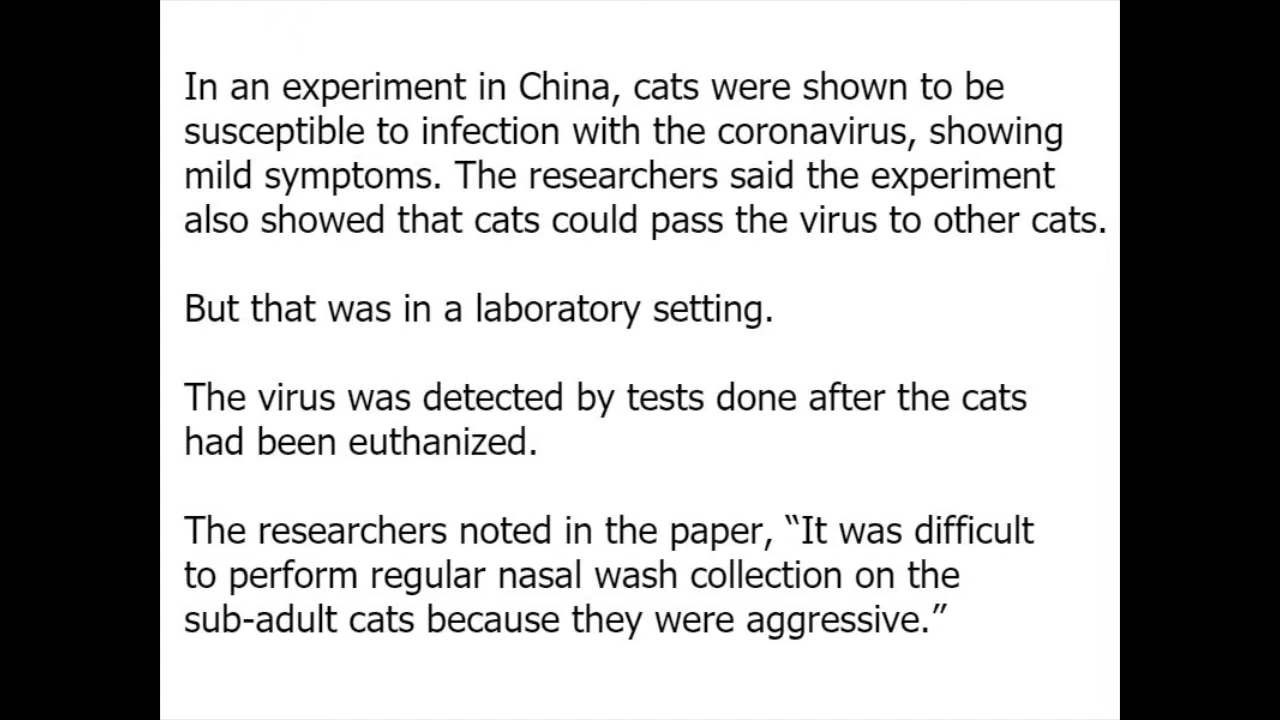 In an experiment in China, cats were shown to be
susceptible to infection with the coronavirus, showing
mild symptoms. The researchers said the experiment
also showed that cats could pass the virus to other cats.
But that was in a laboratory setting.
The virus was detected by tests done after the cats
had been euthanized.
The researchers noted in the paper, “It was difficult
to perform regular nasal wash collection on the
sub-adult cats because they were aggressive.”